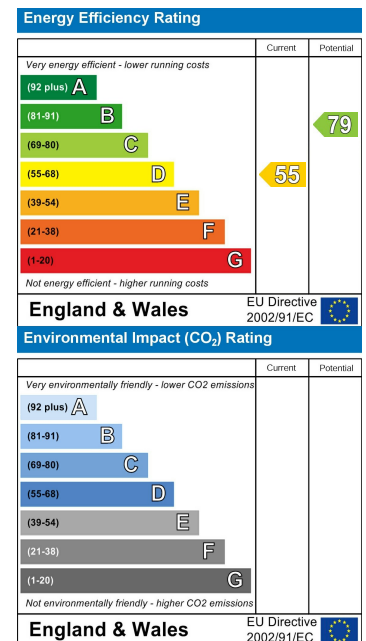 Energy Efficiency Rating
Current Potential
Very energy efficient - lower running costs
(92 plus) A
(81-91) B
79
(69-80) C
(55-68) D
55
(39-54) E
(21-38) F
(1-20) G
Not energy efficient - higher running costs
England & Wales
EU Directive
2002/91/EC
Environmental Impact (CO₂) Rating
Current Potential
Very environmentally friendly - lower CO2 emissions
(92 plus) A
(81-91) B
(69-80) C
(55-68) D
(39-54) E
(21-38) F
(1-20) G
Not environmentally friendly - higher CO2 emissions
England & Wales
EU Directive
2002/91/EC